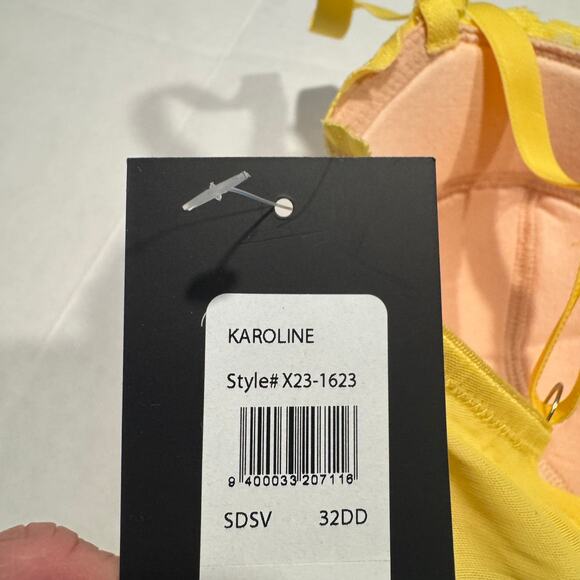 KAROLINE
Style# X23-1623
9 400033 207116
SDSV 32DD